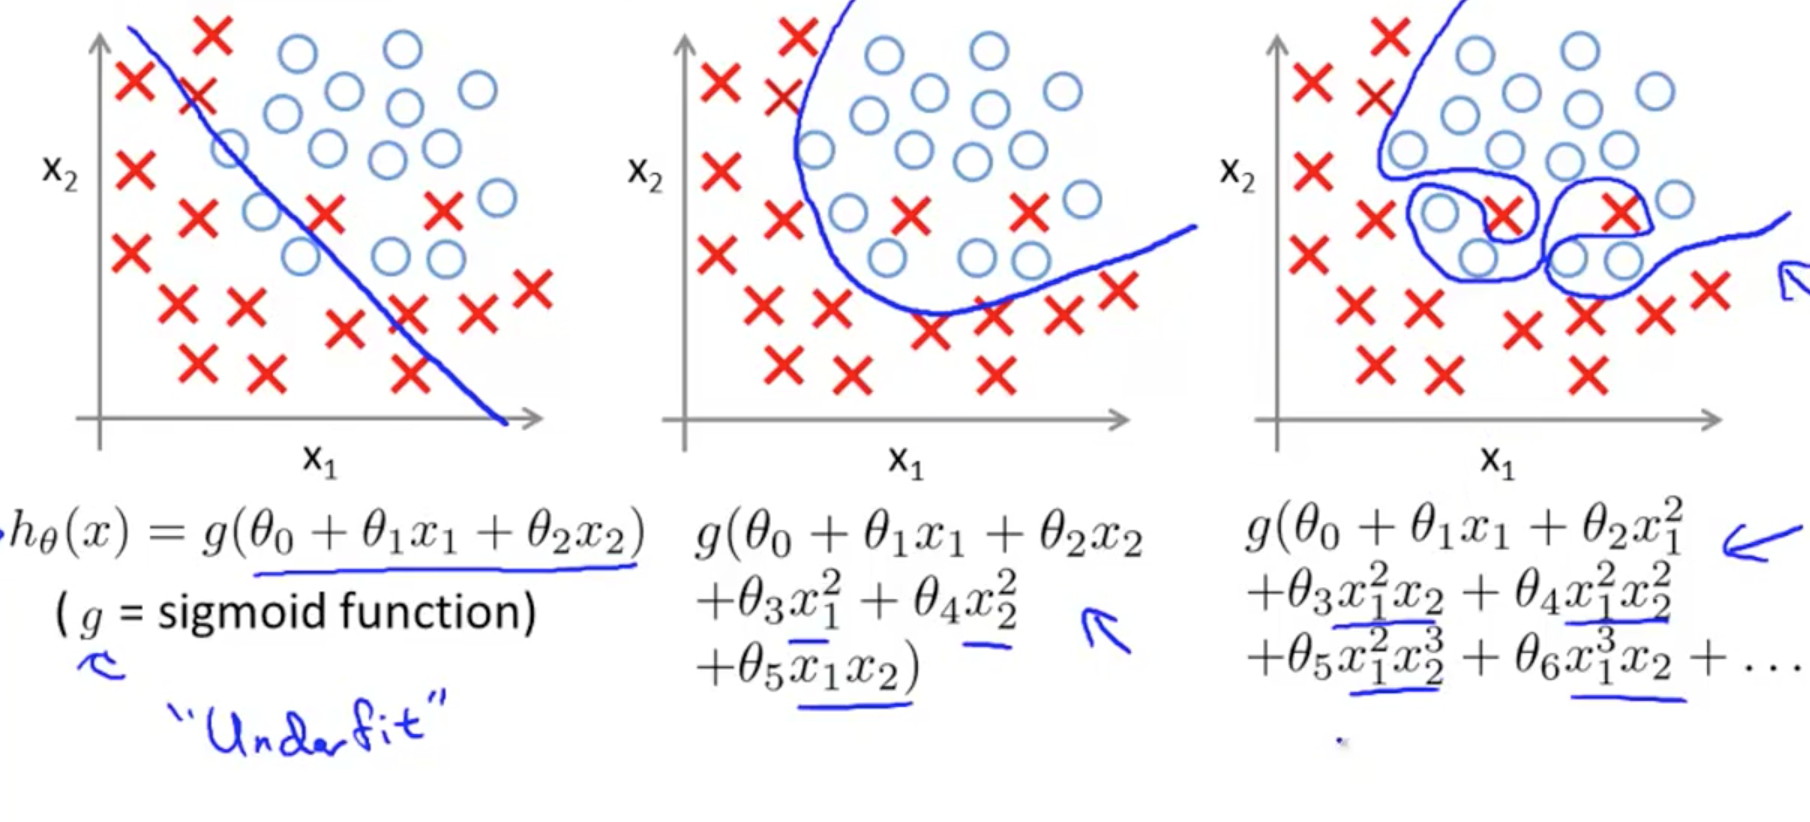 x₂
x₁
x₂
x₁
x₂
x₁
hθ(x) = g(θ₀ + θ₁x₁ + θ₂x₂)
( g = sigmoid function)
"Underfit"
g(θ₀ + θ₁x₁ + θ₂x₂
+θ₃x₁² + θ₄x₂²
+θ₅x₁x₂)
g(θ₀ + θ₁x₁ + θ₂x₁²
+θ₃x₁²x₂ + θ₄x₁²x₂²
+θ₅x₁²x₂³ + θ₆x₁³x₂ + ...